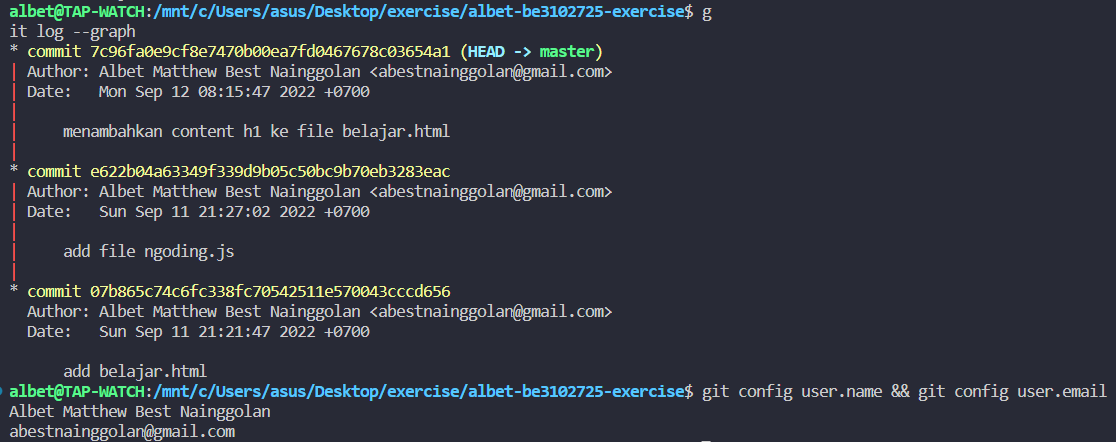 albet@TAP-WATCH:/mnt/c/Users/asus/Desktop/exercise/albet-be3102725-exercise$ g
it log --graph
* commit 7c96fa0e9cf8e7470b00ea7fd0467678c03654a1 (HEAD -> master)
| Author: Albet Matthew Best Nainggolan <abestnainggolan@gmail.com>
| Date:   Mon Sep 12 08:15:47 2022 +0700
|
|     menambahkan content h1 ke file belajar.html
|
* commit e622b04a63349f339d9b05c50bc9b70eb3283eac
| Author: Albet Matthew Best Nainggolan <abestnainggolan@gmail.com>
| Date:   Sun Sep 11 21:27:02 2022 +0700
|
|     add file ngoding.js
|
* commit 07b865c74c6fc338fc70542511e570043cccd656
  Author: Albet Matthew Best Nainggolan <abestnainggolan@gmail.com>
  Date:   Sun Sep 11 21:21:47 2022 +0700

      add belajar.html
albet@TAP-WATCH:/mnt/c/Users/asus/Desktop/exercise/albet-be3102725-exercise$ git config user.name && git config user.email
Albet Matthew Best Nainggolan
abestnainggolan@gmail.com